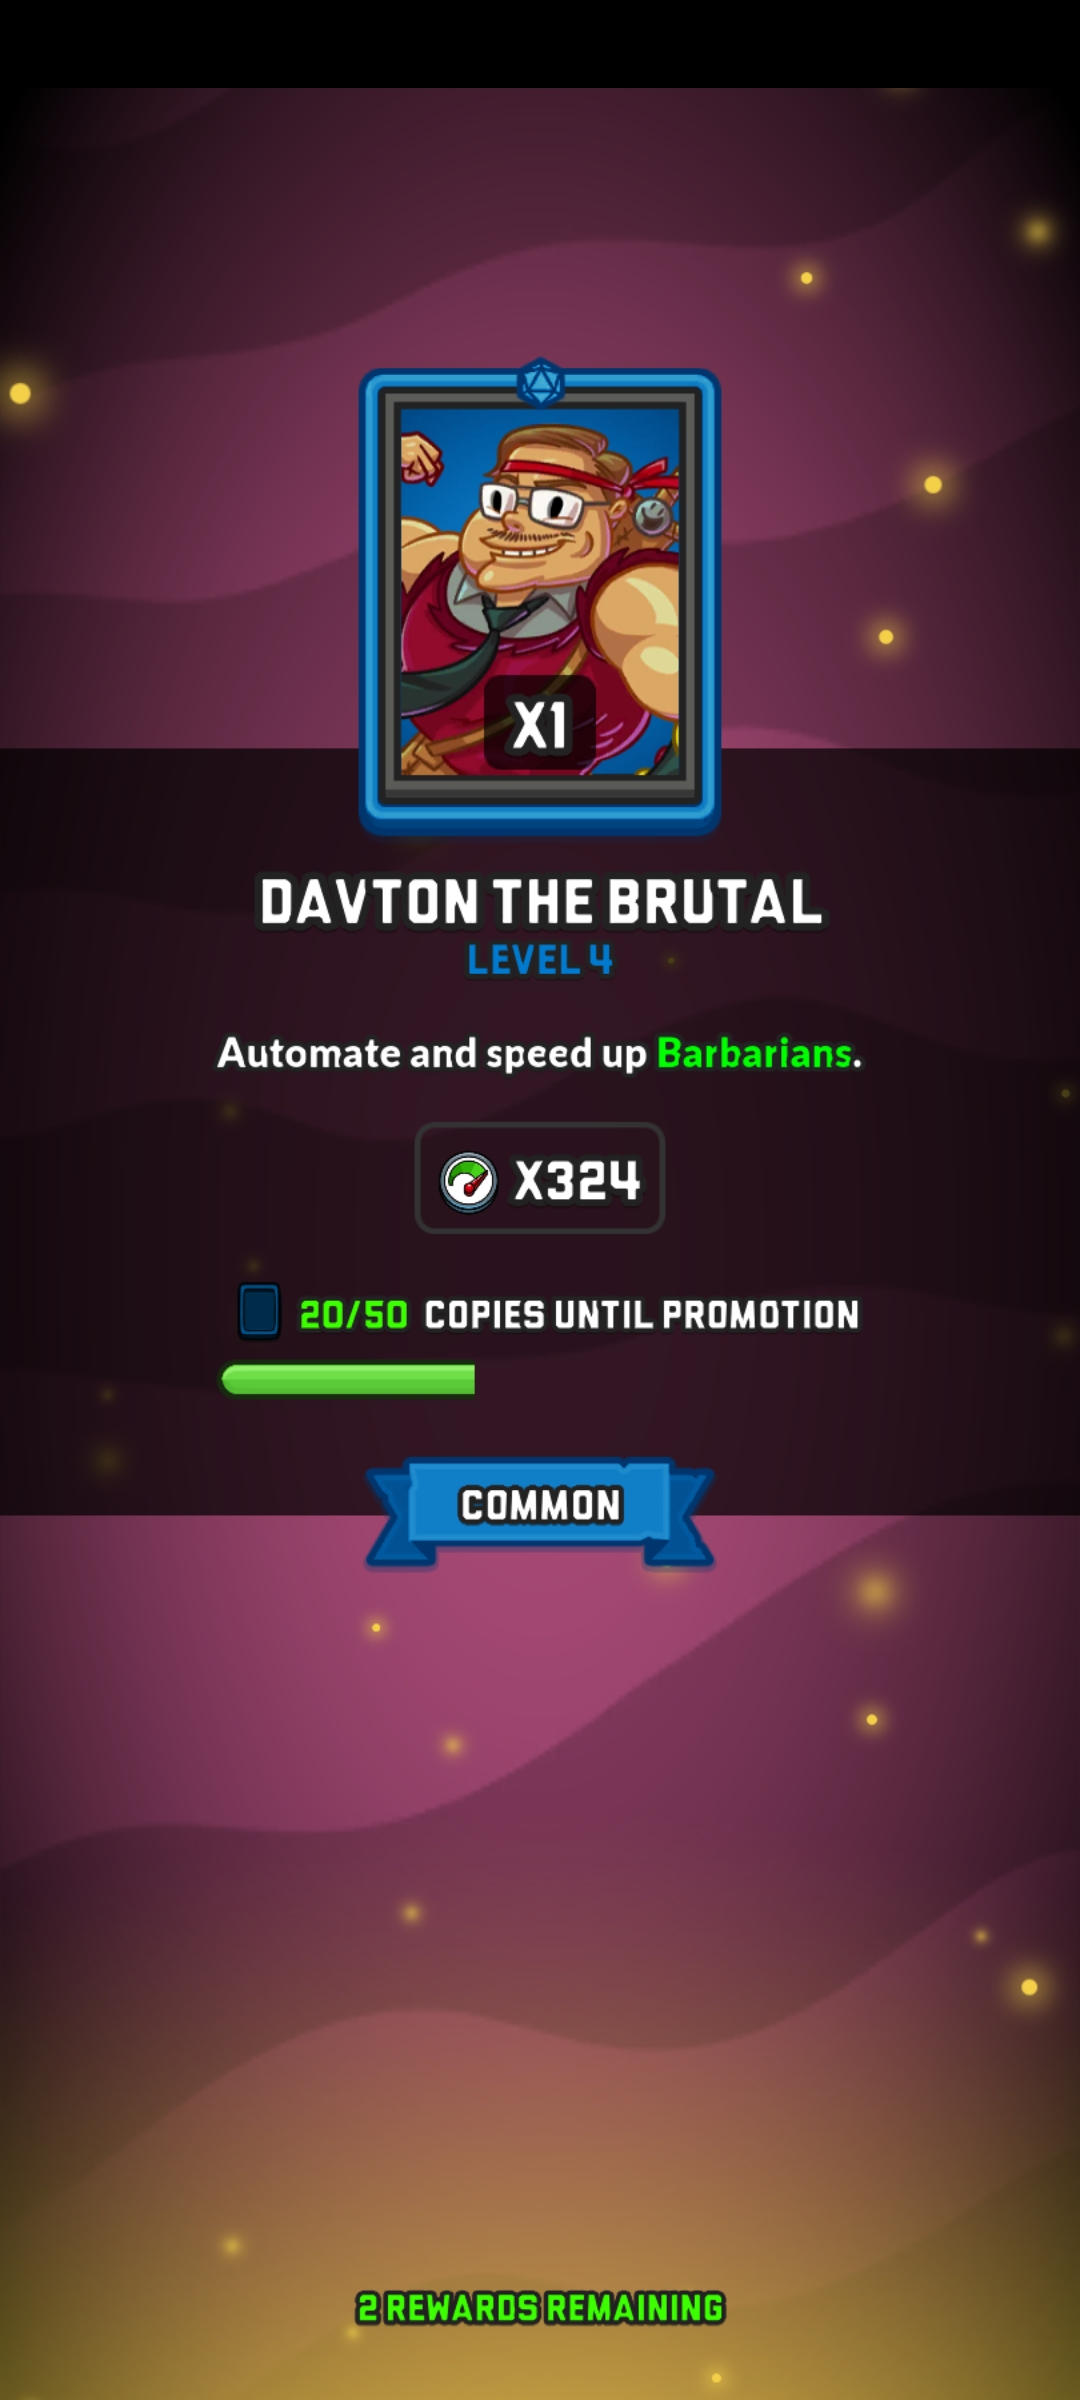 X1
DAVTON THE BRUTAL
LEVEL 4
Automate and speed up Barbarians.
X324
20/50 COPIES UNTIL PROMOTION
COMMON
2 REWARDS REMAINING